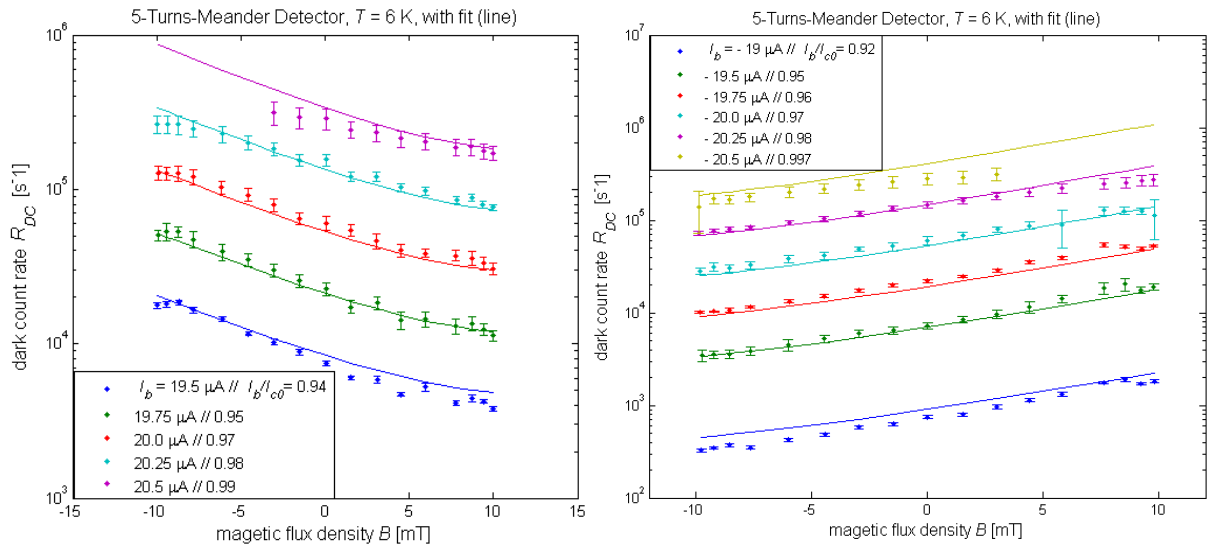 5-Turns-Meander Detector, T = 6 K, with fit (line)
10^6
10^5
10^4
10^3
dark count rate R_DC [s^-1]
I_b = 19.5 µA // I_b/I_c0= 0.94
19.75 µA // 0.95
20.0 µA // 0.97
20.25 µA // 0.98
20.5 µA // 0.99
-15 -10 -5 0 5 10 15
magetic flux density B [mT]
5-Turns-Meander Detector, T = 6 K, with fit (line)
10^7
10^6
10^5
10^4
10^3
10^2
dark count rate R_DC [s^-1]
I_b = - 19 µA // I_b/I_c0= 0.92
- 19.5 µA // 0.95
- 19.75 µA // 0.96
- 20.0 µA // 0.97
- 20.25 µA // 0.98
- 20.5 µA // 0.997
-10 -5 0 5 10
magetic flux density B [mT]